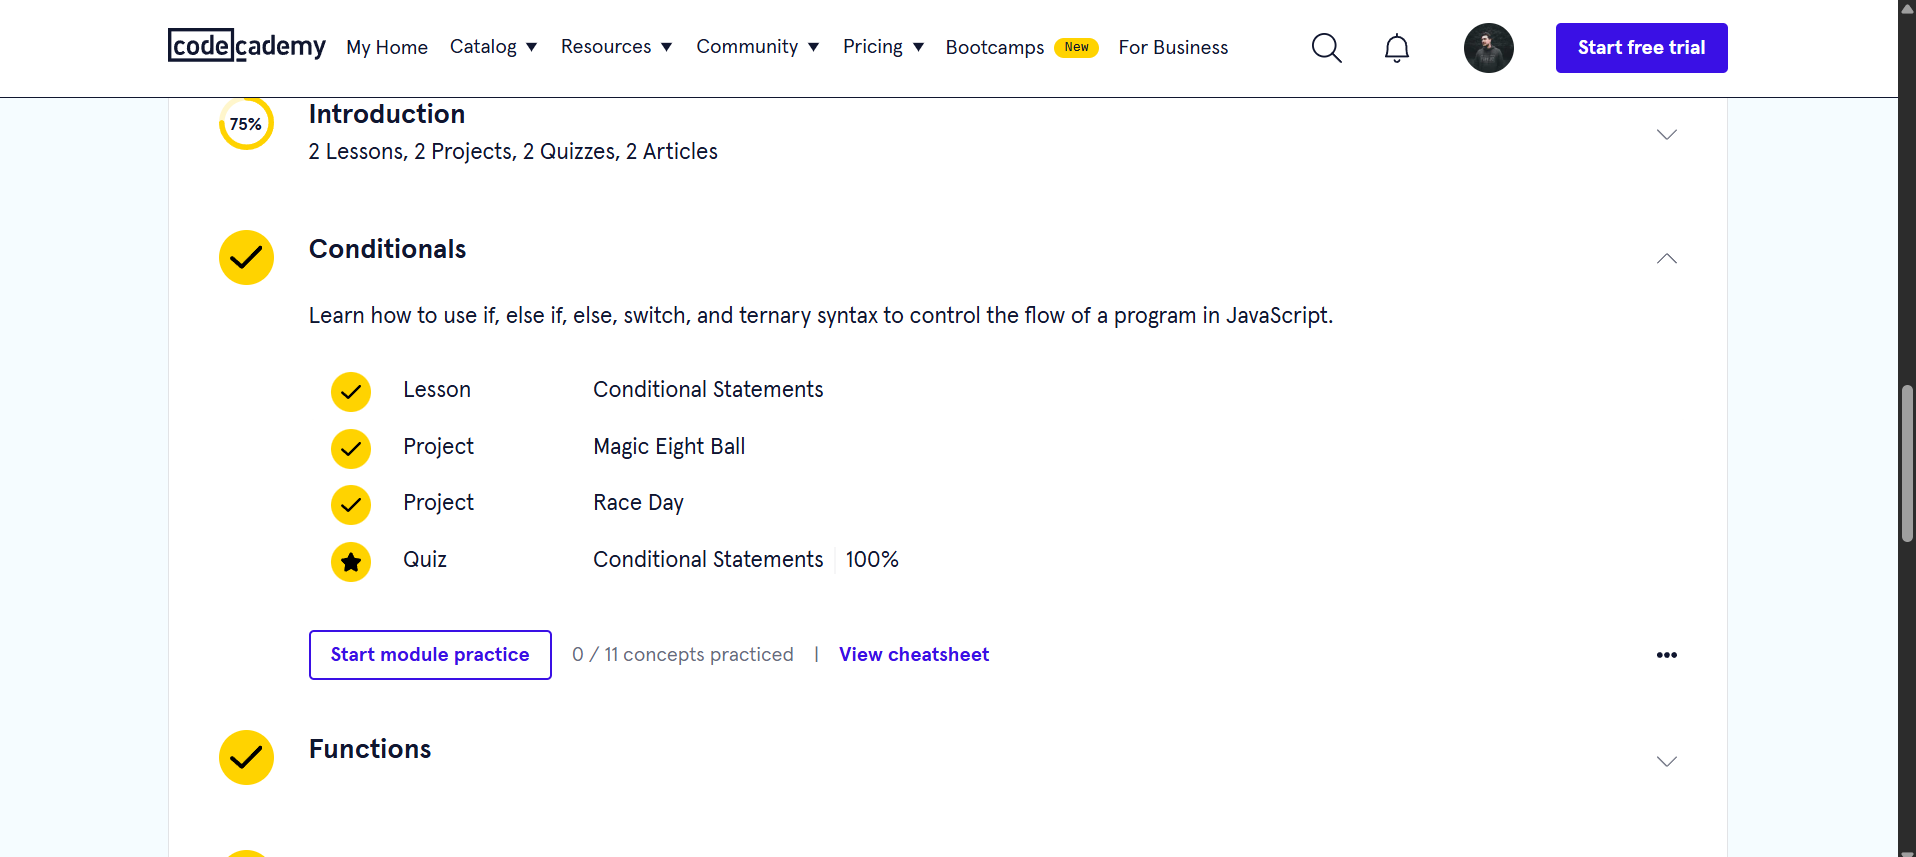 codecademy My Home Catalog Resources Community Pricing Bootcamps New For Business Start free trial
75% Introduction
2 Lessons, 2 Projects, 2 Quizzes, 2 Articles
Conditionals
Learn how to use if, else if, else, switch, and ternary syntax to control the flow of a program in JavaScript.
Lesson Conditional Statements
Project Magic Eight Ball
Project Race Day
Quiz Conditional Statements 100%
Start module practice 0 / 11 concepts practiced | View cheatsheet
Functions